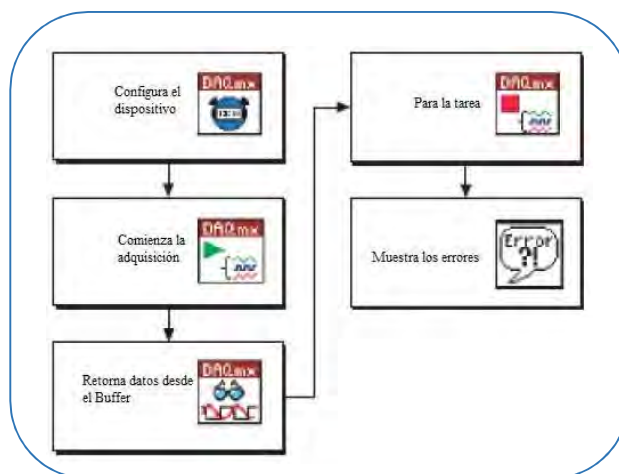 DAQmx
Configura el
dispositivo
DAQmx
Comienza la
adquisición
DAQmx
Retorna datos desde
el Buffer
DAQmx
Para la tarea
Error
?!
Muestra los errores